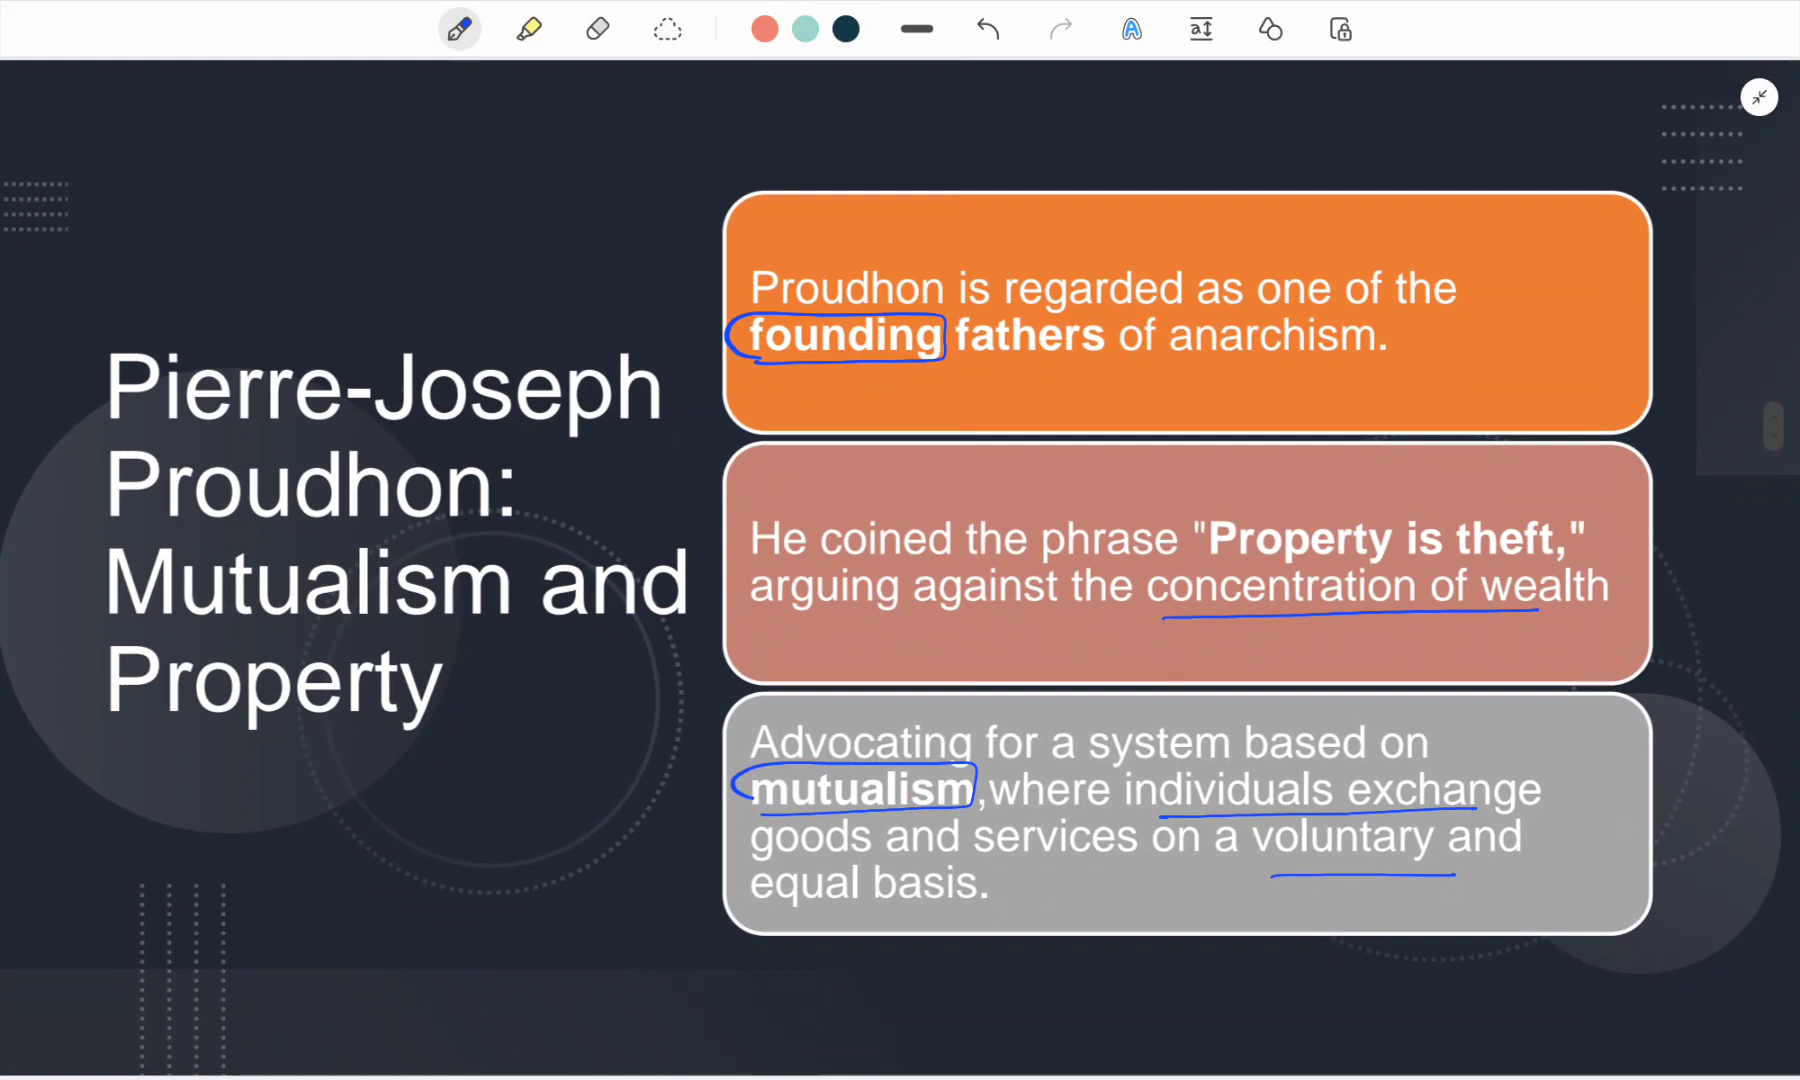 Pierre-Joseph
Proudhon:
Mutualism and
Property
Proudhon is regarded as one of the
founding fathers of anarchism.
He coined the phrase "Property is theft,"
arguing against the concentration of wealth
Advocating for a system based on
mutualism,where individuals exchange
goods and services on a voluntary and
equal basis.